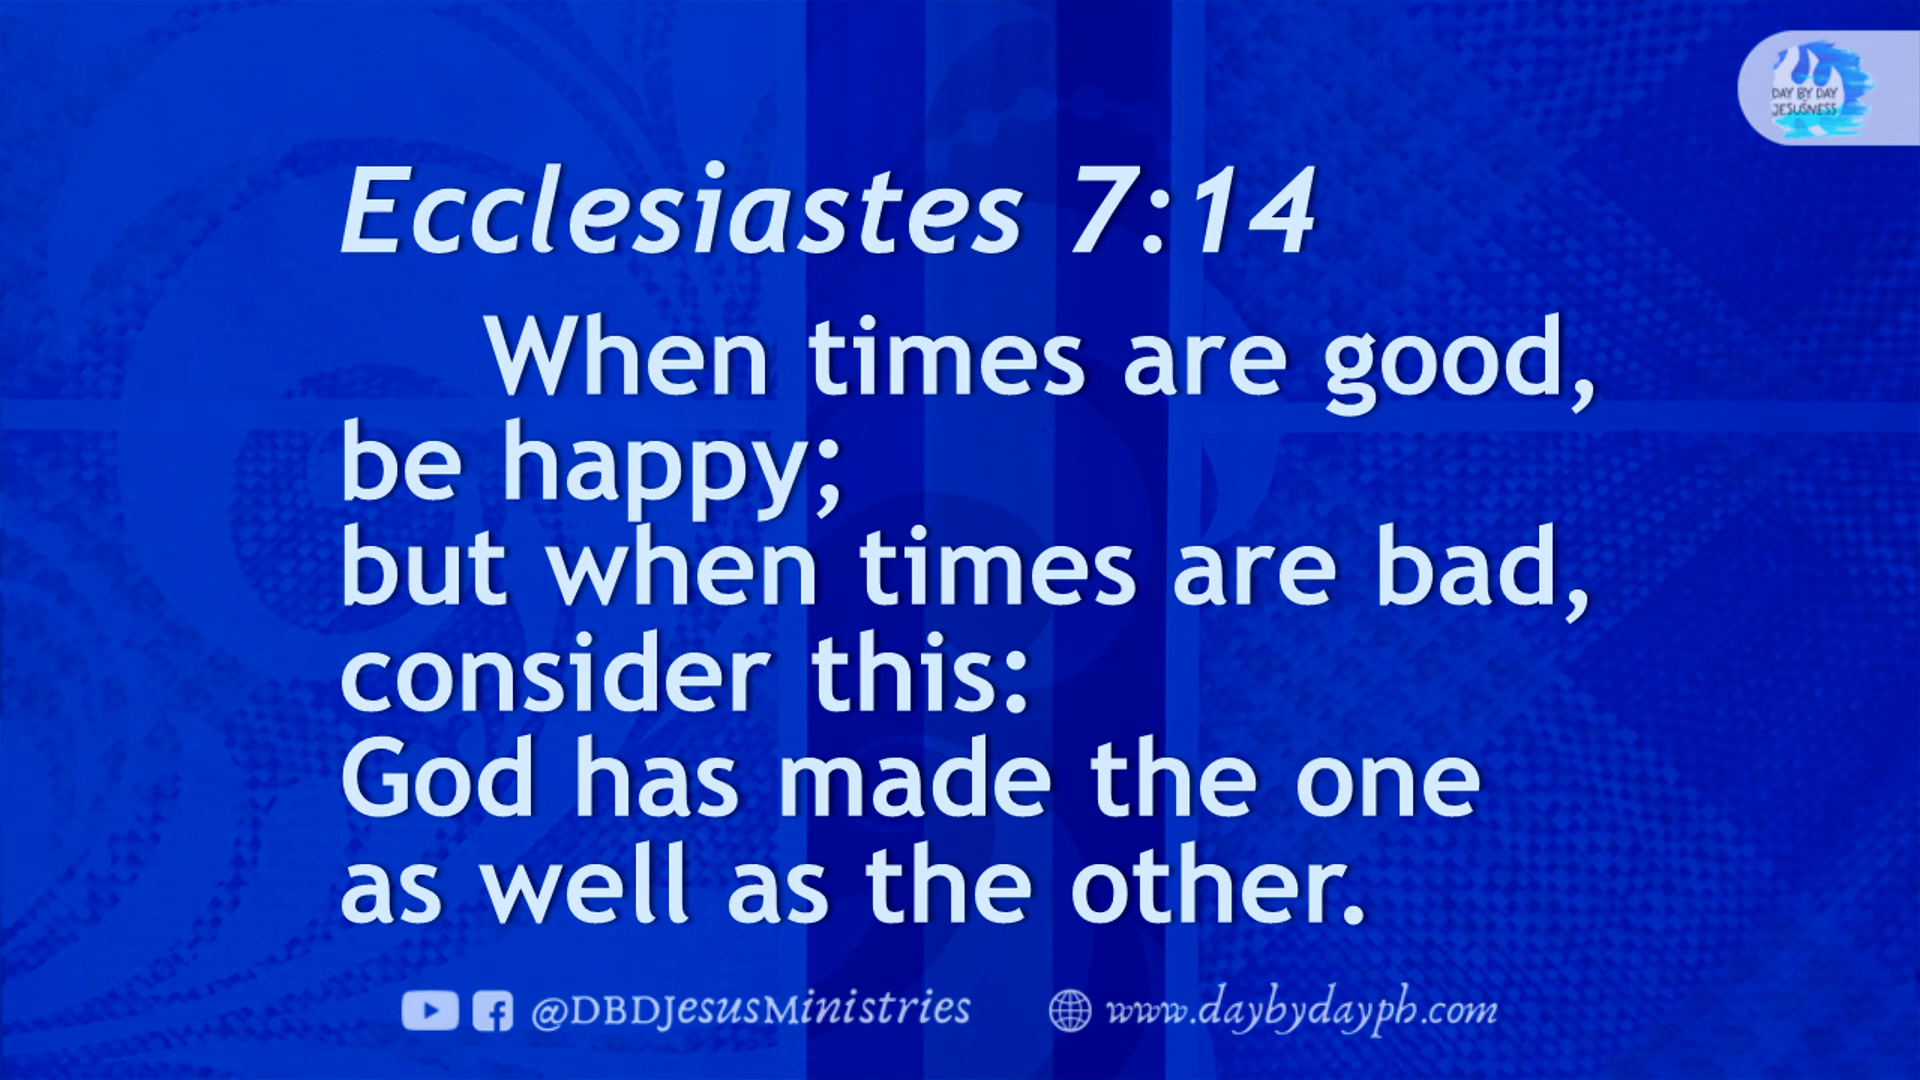 DAY BY DAY
JESUSNESS
Ecclesiastes 7:14
When times are good,
be happy;
but when times are bad,
consider this:
God has made the one
as well as the other.
@DBDJesusMinistries www.daybydayph.com